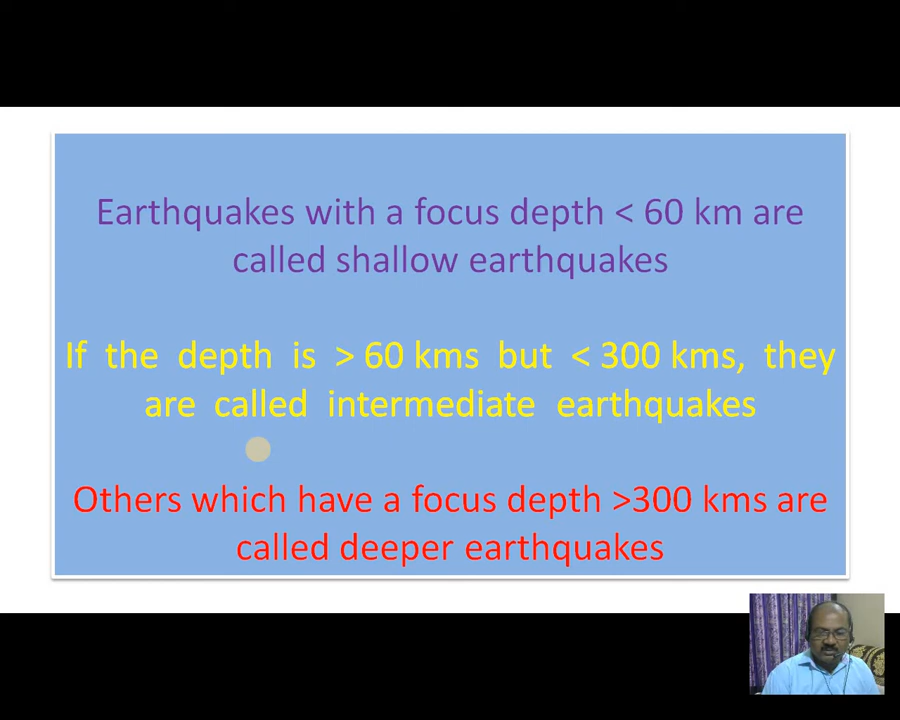 Earthquakes with a focus depth < 60 km are
called shallow earthquakes
If the depth is > 60 kms but < 300 kms, they
are called intermediate earthquakes
Others which have a focus depth >300 kms are
called deeper earthquakes